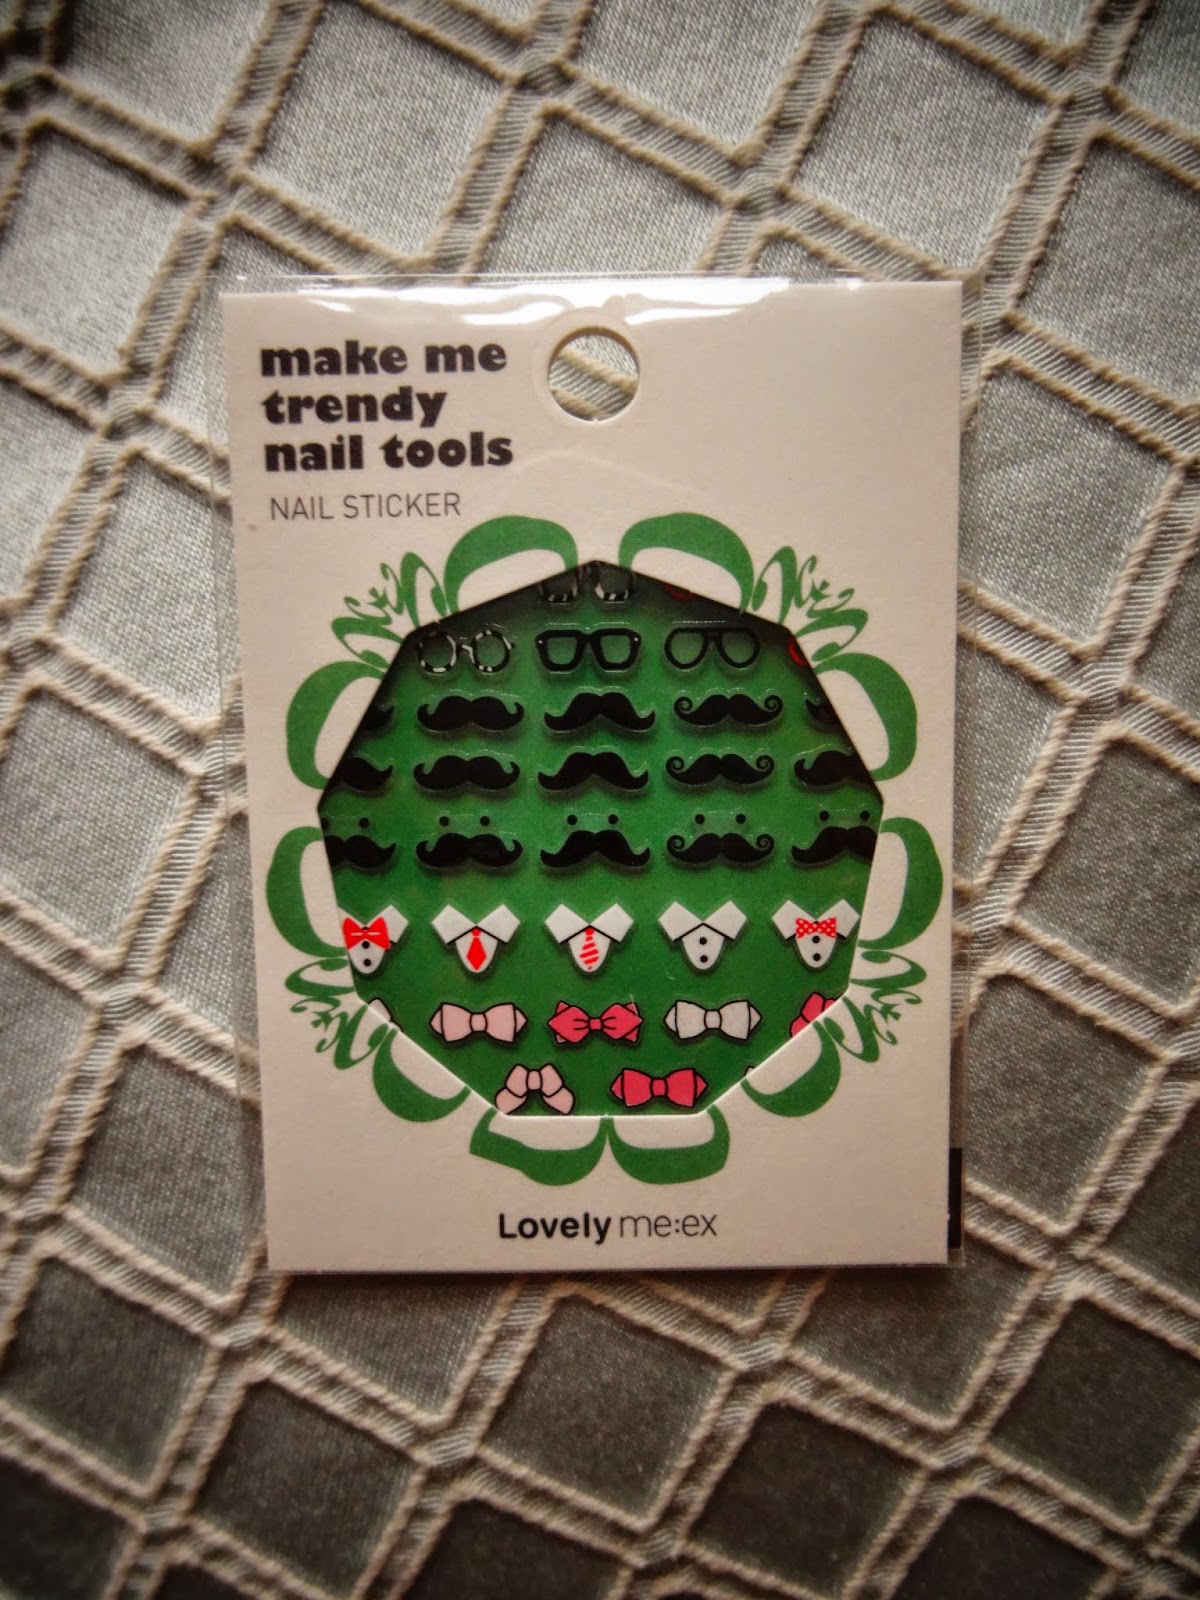 make me
trendy
nail tools
NAIL STICKER
Lovely me:ex